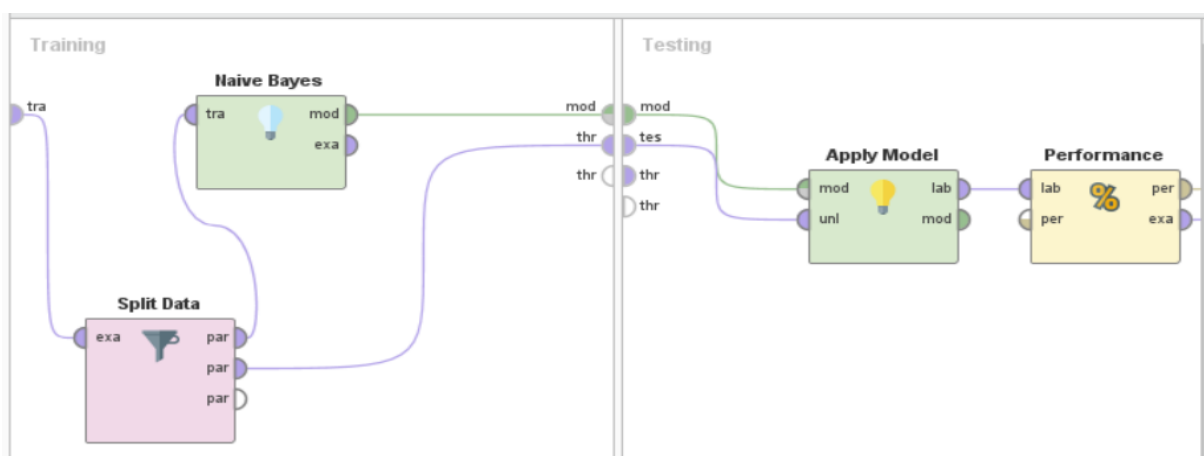 Training
Testing
Naive Bayes
tra
tra
mod
exa
mod
thr
thr
mod
tes
thr
thr
Apply Model
mod
lab
unl
mod
Performance
lab
per
per
exa
Split Data
exa
par
par
par
%